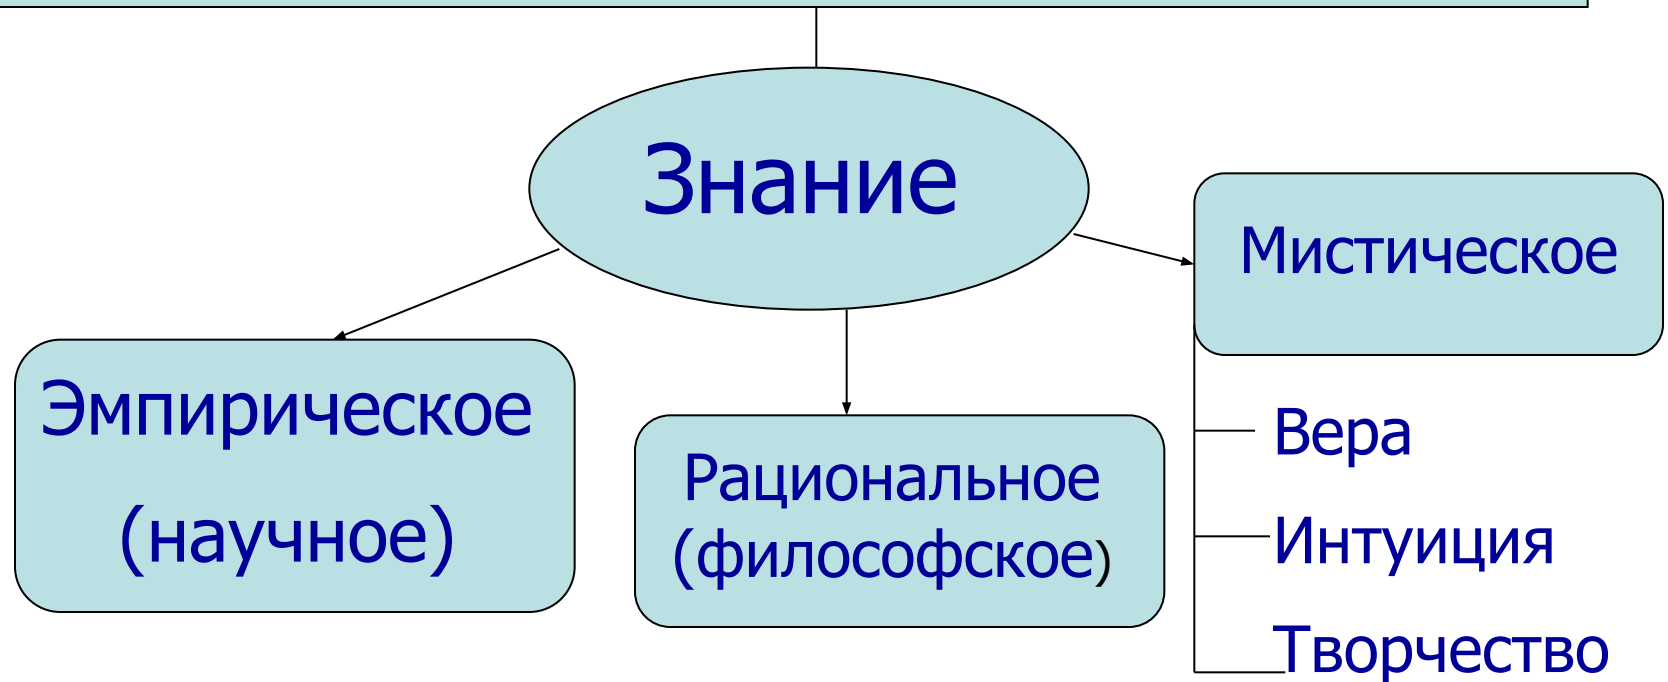 Знание
Мистическое
Эмпирическое
(научное)
Рациональное
(философское)
Вера
Интуиция
Творчество